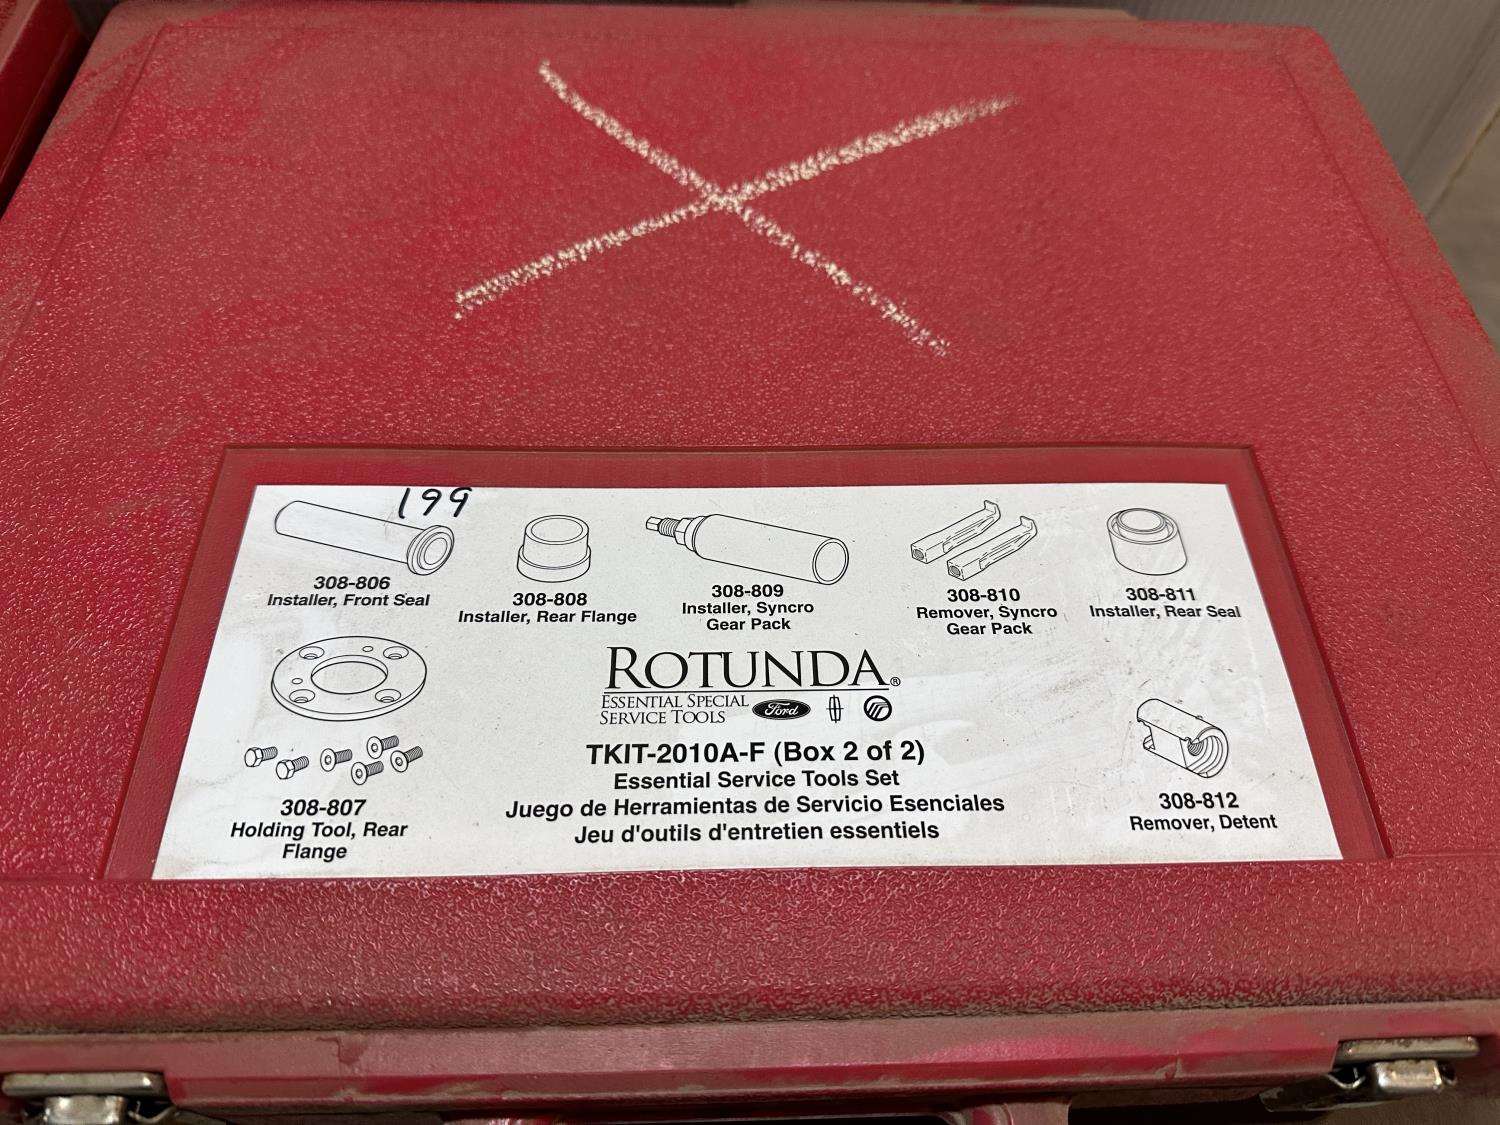 199
308-806
Installer, Front Seal
308-808
Installer, Rear Flange
308-809
Installer, Syncro
Gear Pack
308-810
Remover, Syncro
Gear Pack
308-811
Installer, Rear Seal
308-807
Holding Tool, Rear
Flange
ROTUNDA®
ESSENTIAL SPECIAL
SERVICE TOOLS
Ford
TKIT-2010A-F (Box 2 of 2)
Essential Service Tools Set
Juego de Herramientas de Servicio Esenciales
Jeu d'outils d'entretien essentiels
308-812
Remover, Detent